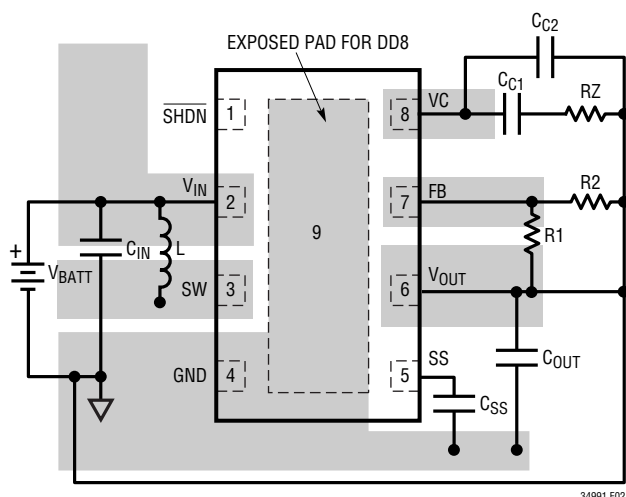 EXPOSED PAD FOR DD8
CC2
CC1
RZ
SHDN
1
8
VC
VIN
2
7
FB
R2
R1
9
+
VBATT
CIN
L
SW
3
6
VOUT
GND
4
5
SS
CSS
COUT
34991 F02